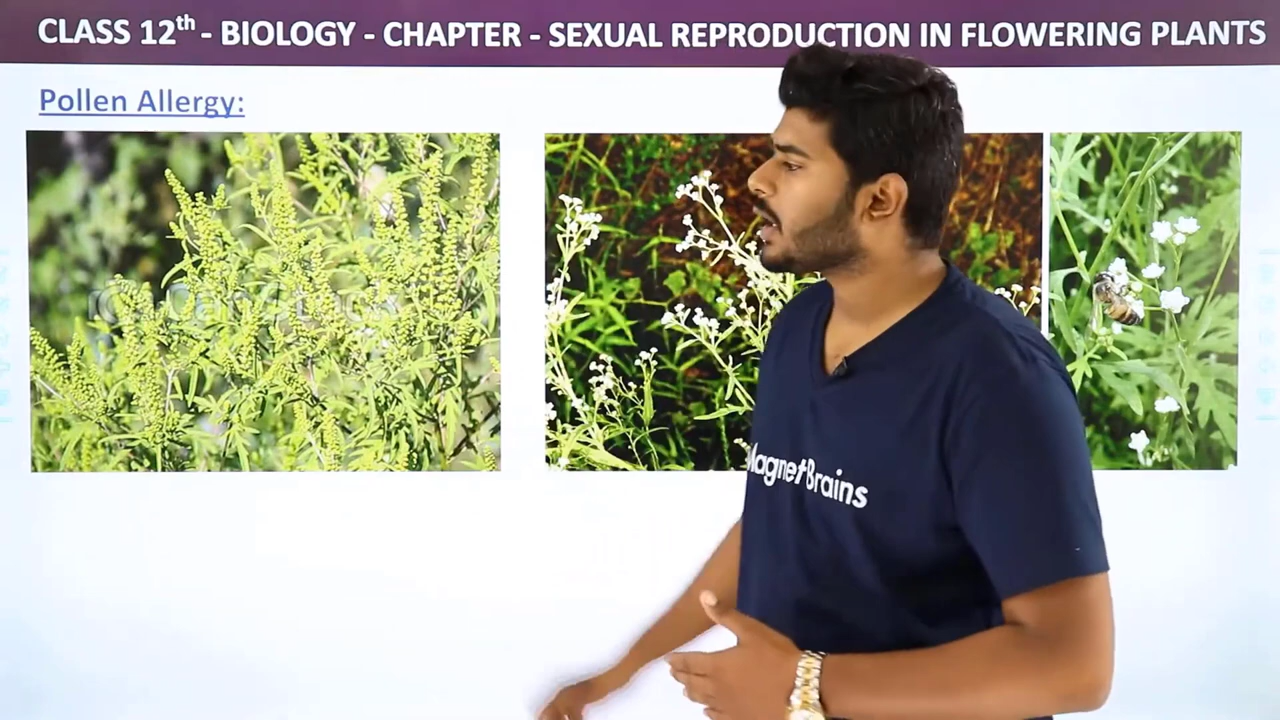 CLASS 12th - BIOLOGY - CHAPTER - SEXUAL REPRODUCTION IN FLOWERING PLANTS
Pollen Allergy:
MagnetBrains